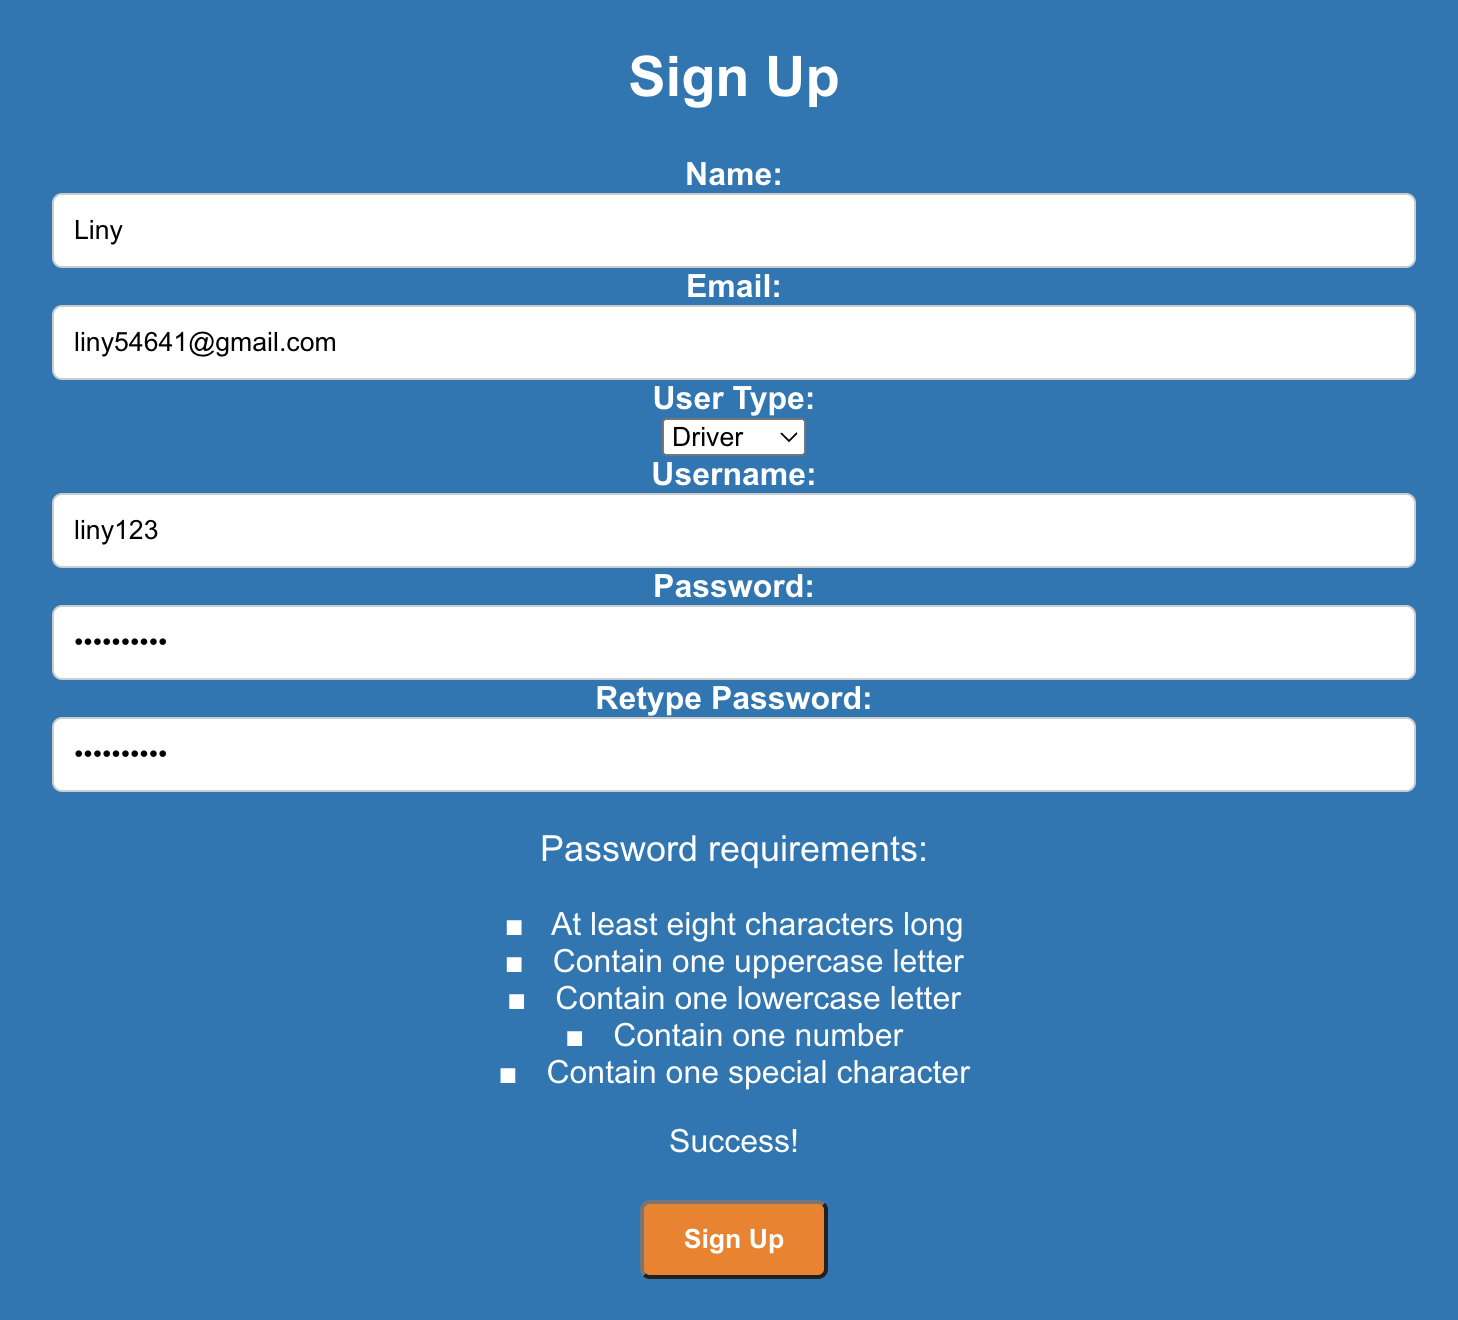 Sign Up
Name:
Liny
Email:
liny54641@gmail.com
User Type:
Driver
Username:
liny123
Password:
••••••••••
Retype Password:
••••••••••
Password requirements:
▪ At least eight characters long
▪ Contain one uppercase letter
▪ Contain one lowercase letter
▪ Contain one number
▪ Contain one special character
Success!
Sign Up